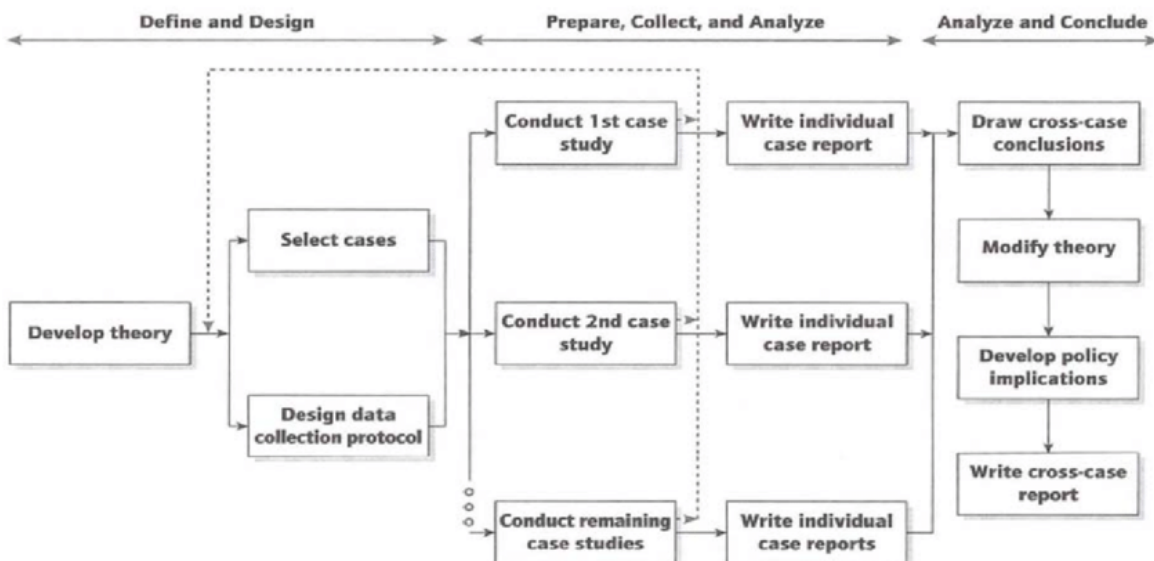 Define and Design
Prepare, Collect, and Analyze
Analyze and Conclude
Develop theory
Select cases
Design data
collection protocol
Conduct 1st case
study
Write individual
case report
Conduct 2nd case
study
Write individual
case report
Conduct remaining
case studies
Write individual
case reports
Draw cross-case
conclusions
Modify theory
Develop policy
implications
Write cross-case
report